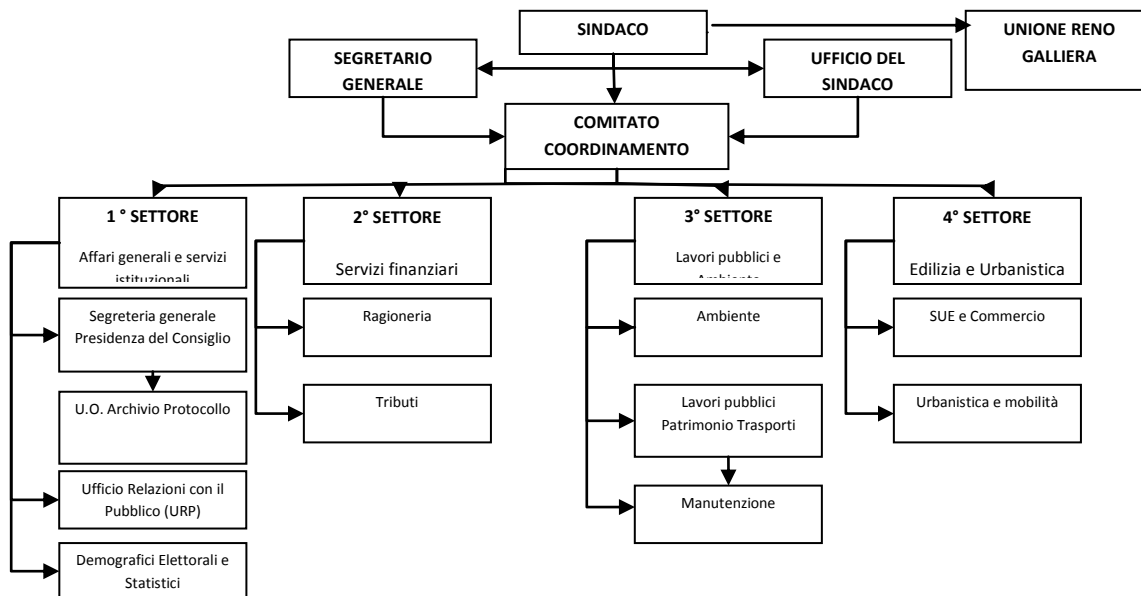 SINDACO
UNIONE RENO
GALLIERA
SEGRETARIO
GENERALE
UFFICIO DEL
SINDACO
COMITATO
COORDINAMENTO
1 ° SETTORE
Affari generali e servizi
istituzionali
2° SETTORE
Servizi finanziari
3° SETTORE
Lavori pubblici e
Ambiente
4° SETTORE
Edilizia e Urbanistica
Segreteria generale
Presidenza del Consiglio
Ragioneria
Ambiente
SUE e Commercio
U.O. Archivio Protocollo
Tributi
Lavori pubblici
Patrimonio Trasporti
Urbanistica e mobilità
Ufficio Relazioni con il
Pubblico (URP)
Manutenzione
Demografici Elettorali e
Statistici